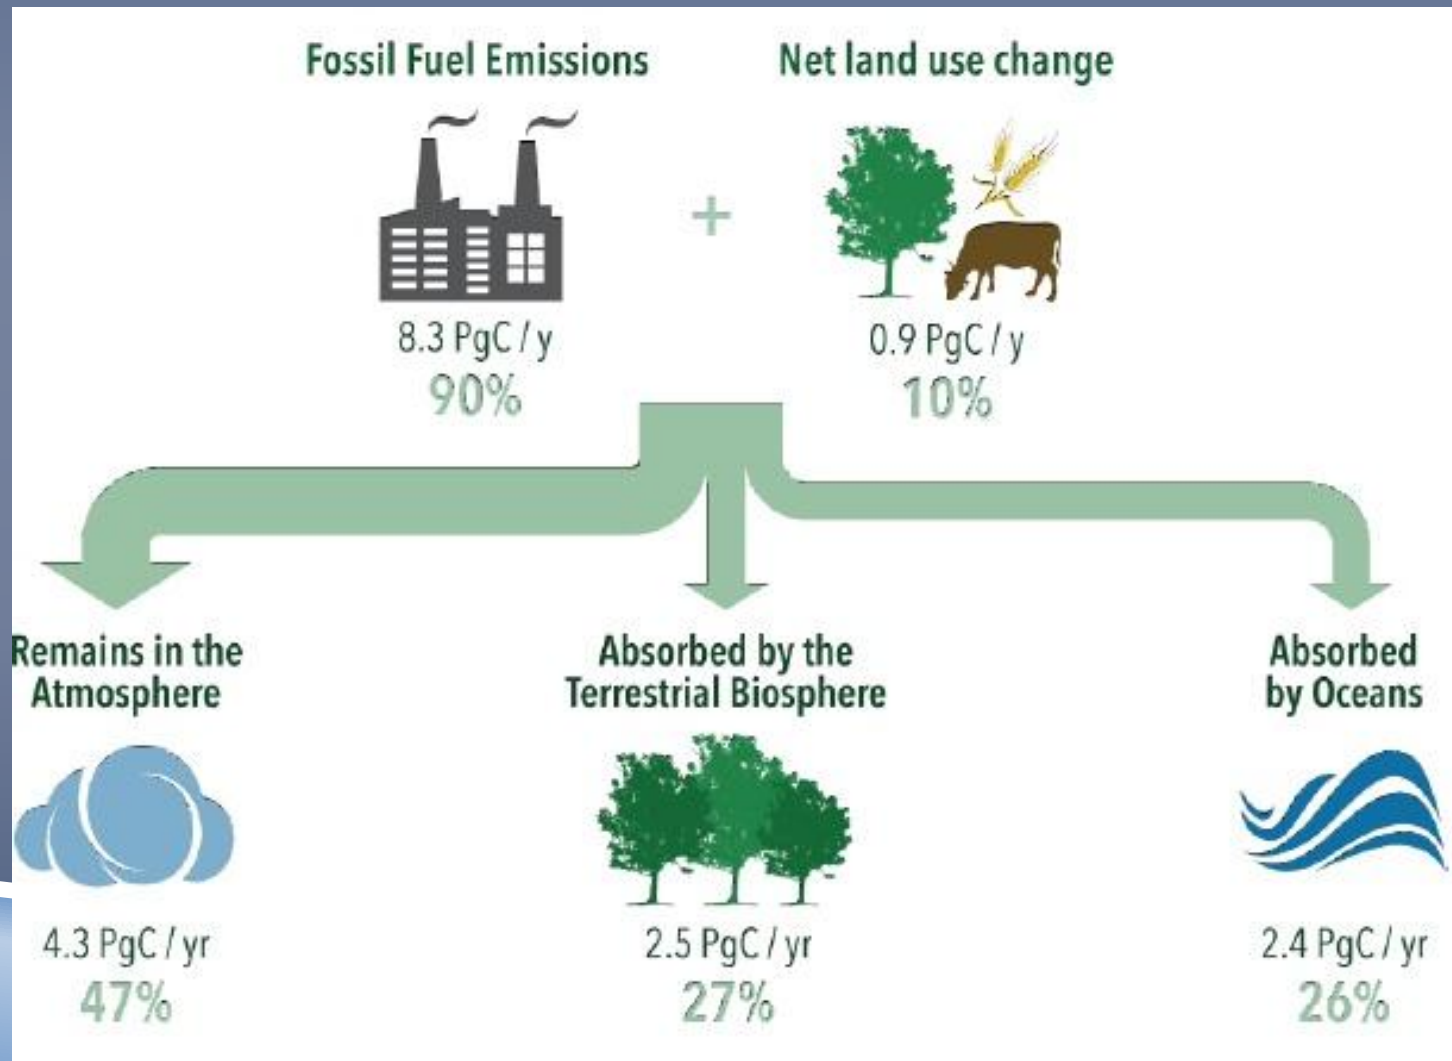 Fossil Fuel Emissions
Net land use change
+
8.3 PgC / y
90%
0.9 PgC / y
10%
Remains in the
Atmosphere
4.3 PgC / yr
47%
Absorbed by the
Terrestrial Biosphere
2.5 PgC / yr
27%
Absorbed
by Oceans
2.4 PgC / yr
26%